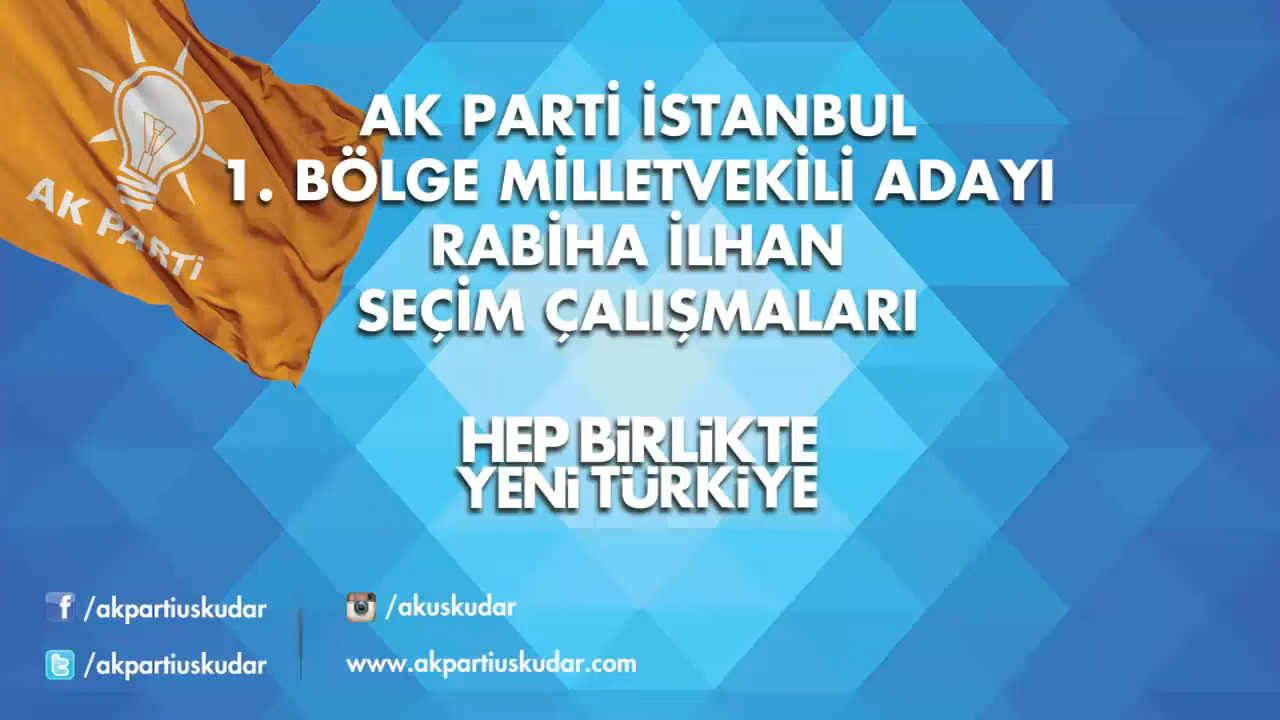 AK PARTİ
AK PARTİ İSTANBUL
1. BÖLGE MİLLETVEKİLİ ADAYI
RABİHA İLHAN
SEÇİM ÇALIŞMALARI
HEP BİRLİKTE
YENİ TÜRKİYE
/akpartiuskudar
/akuskudar
/akpartiuskudar
www.akpartiuskudar.com